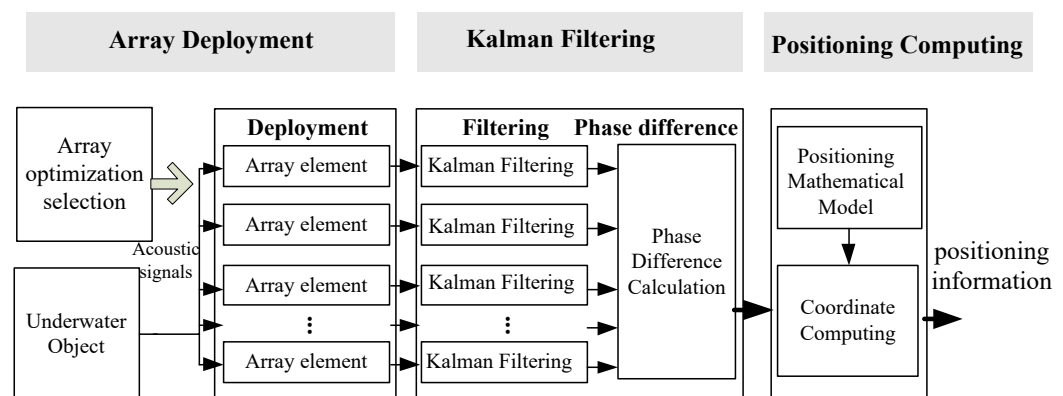 Array Deployment
Kalman Filtering
Positioning Computing
Array
optimization
selection
Underwater
Object
Acoustic
signals
Deployment
Array element
Array element
Array element
...
Array element
Filtering
Kalman Filtering
Kalman Filtering
Kalman Filtering
...
Kalman Filtering
Phase difference
Phase
Difference
Calculation
Positioning
Mathematical
Model
Coordinate
Computing
positioning
information